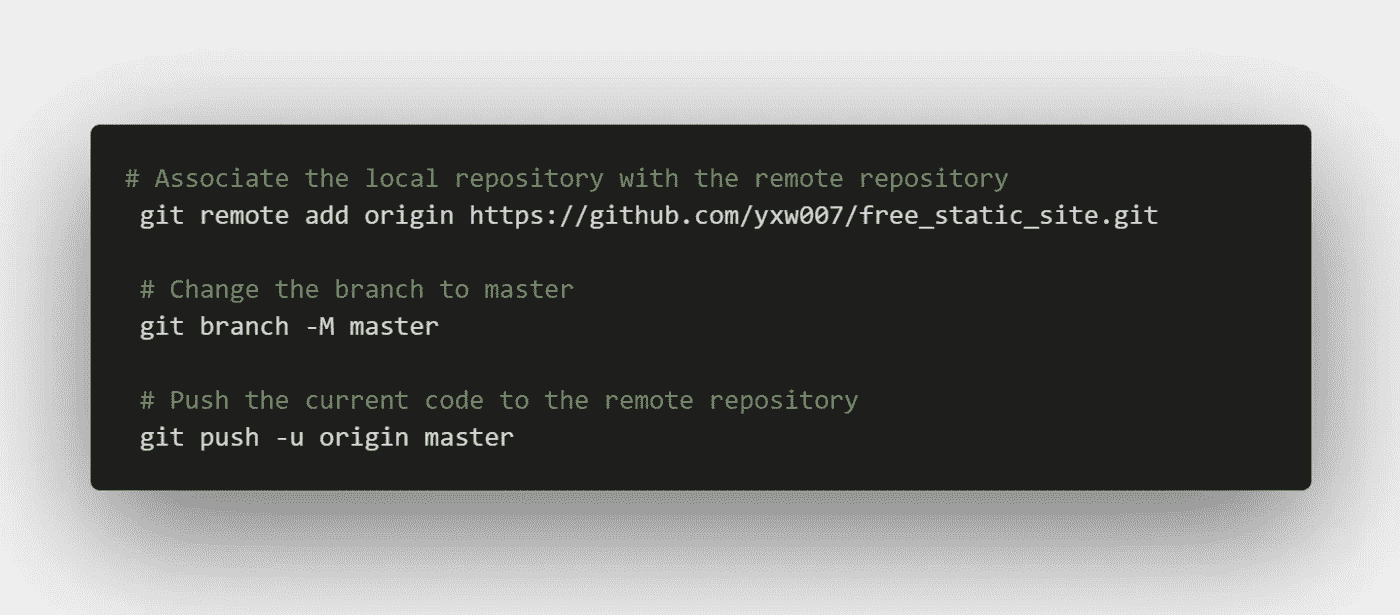 # Associate the local repository with the remote repository
git remote add origin https://github.com/yxw007/free_static_site.git
# Change the branch to master
git branch -M master
# Push the current code to the remote repository
git push -u origin master